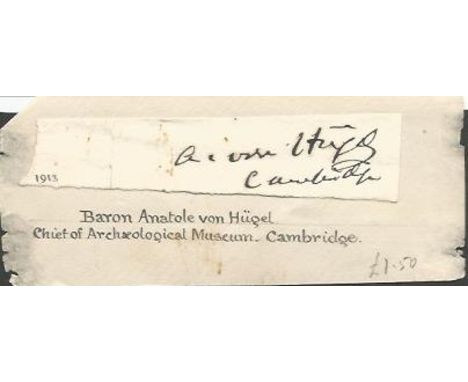 A. von Hügel
Cambridge
1913
Baron Anatole von Hügel
Chief of Archæological Museum. Cambridge.
£1.50